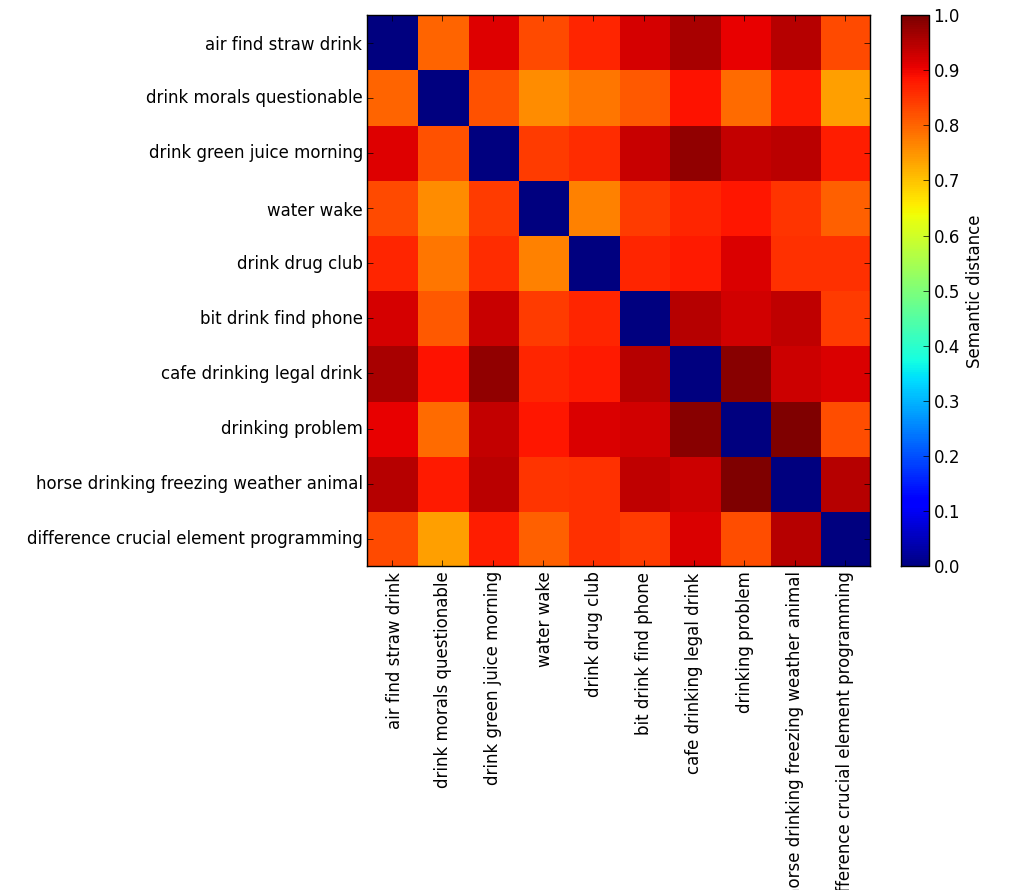 air find straw drink
drink morals questionable
drink green juice morning
water wake
drink drug club
bit drink find phone
cafe drinking legal drink
drinking problem
horse drinking freezing weather animal
difference crucial element programming
air find straw drink
drink morals questionable
drink green juice morning
water wake
drink drug club
bit drink find phone
cafe drinking legal drink
drinking problem
orse drinking freezing weather animal
fference crucial element programming
1.0
0.9
0.8
0.7
0.6
0.5
0.4
0.3
0.2
0.1
0.0
Semantic distance